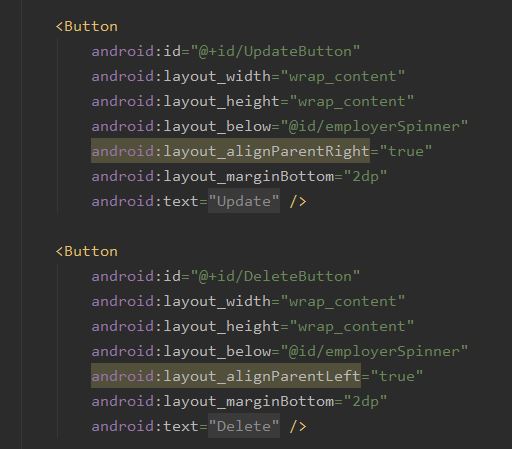 <Button
android:id="@+id/UpdateButton"
android:layout_width="wrap_content"
android:layout_height="wrap_content"
android:layout_below="@id/employerSpinner"
android:layout_alignParentRight="true"
android:layout_marginBottom="2dp"
android:text="Update" />
<Button
android:id="@+id/DeleteButton"
android:layout_width="wrap_content"
android:layout_height="wrap_content"
android:layout_below="@id/employerSpinner"
android:layout_alignParentLeft="true"
android:layout_marginBottom="2dp"
android:text="Delete" />